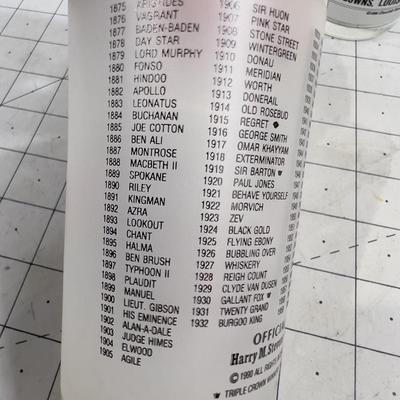 1875 ARISTIDES
1876 VAGRANT
1877 BADEN-BADEN
1878 DAY STAR
1879 LORD MURPHY
1880 FONSO
1881 HINDOO
1882 APOLLO
1883 LEONATUS
1884 BUCHANAN
1885 JOE COTTON
1886 BEN ALI
1887 MONTROSE
1888 MACBETH II
1889 SPOKANE
1890 RILEY
1891 KINGMAN
1892 AZRA
1893 LOOKOUT
1894 CHANT
1895 HALMA
1896 BEN BRUSH
1897 TYPHOON II
1898 PLAUDIT
1899 MANUEL
1900 LIEUT. GIBSON
1901 HIS EMINENCE
1902 ALAN-A-DALE
1903 JUDGE HIMES
1904 ELWOOD
1905 AGILE
1906 SIR HUON
1907 PINK STAR
1908 STONE STREET
1909 WINTERGREEN
1910 DONAU
1911 MERIDIAN
1912 WORTH
1913 DONERAIL
1914 OLD ROSEBUD
1915 REGRET
1916 GEORGE SMITH
1917 OMAR KHAYYAM
1918 EXTERMINATOR
1919 SIR BARTON
1920 PAUL JONES
1921 BEHAVE YOURSELF
1922 MORVICH
1923 ZEV
1924 BLACK GOLD
1925 FLYING EBONY
1926 BUBBLING OVER
1927 WHISKERY
1928 REIGH COUNT
1929 CLYDE VAN DUSEN
1930 GALLANT FOX
1931 TWENTY GRAND
1932 BURGOO KING
OFFICIA
Harry M. Steve
© 1990 ALL RIGHTS
TRIPLE CROWN